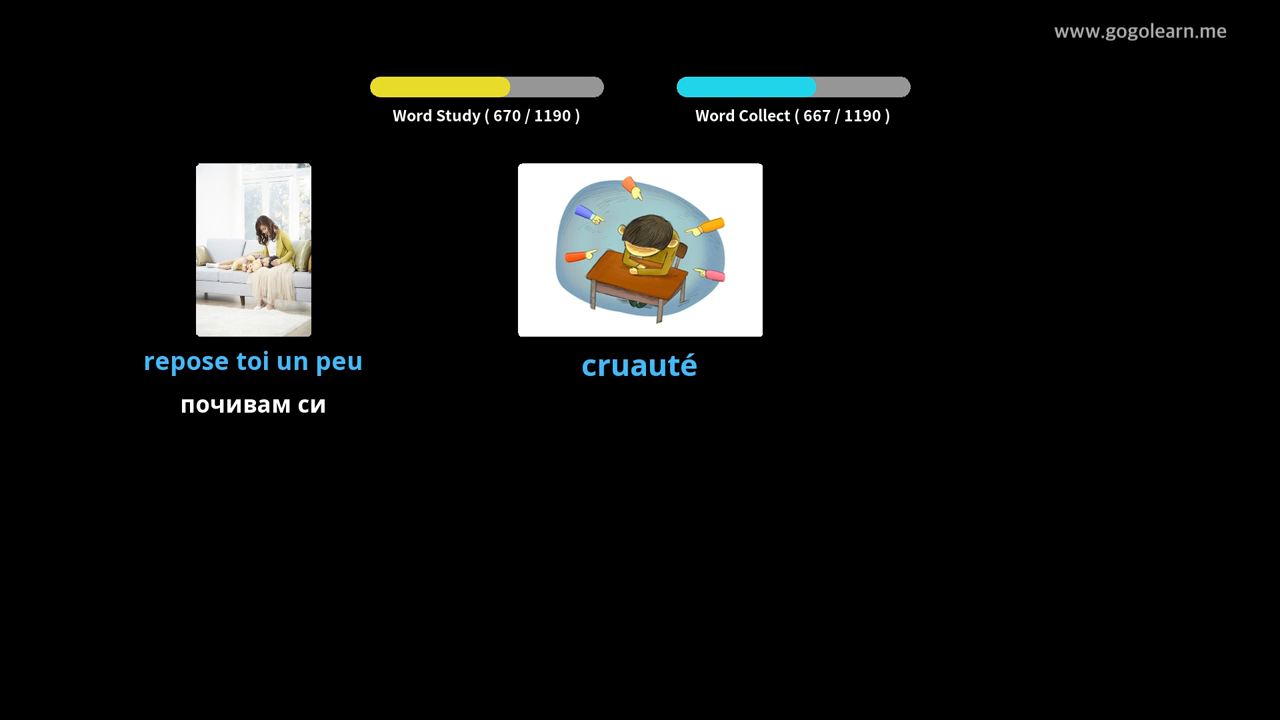 www.gogolearn.me
Word Study ( 670 / 1190 )
Word Collect ( 667 / 1190 )
repose toi un peu
почивам си
cruauté